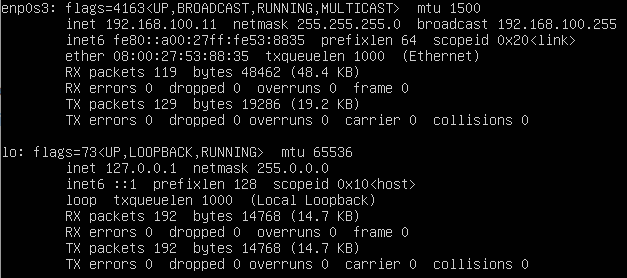 enp0s3: flags=4163<UP,BROADCAST,RUNNING,MULTICAST>  mtu 1500
        inet 192.168.100.11  netmask 255.255.255.0  broadcast 192.168.100.255
        inet6 fe80::a00:27ff:fe53:8835  prefixlen 64  scopeid 0x20<link>
        ether 08:00:27:53:88:35  txqueuelen 1000  (Ethernet)
        RX packets 119  bytes 48462 (48.4 KB)
        RX errors 0  dropped 0  overruns 0  frame 0
        TX packets 129  bytes 19286 (19.2 KB)
        TX errors 0  dropped 0 overruns 0  carrier 0  collisions 0

lo: flags=73<UP,LOOPBACK,RUNNING>  mtu 65536
        inet 127.0.0.1  netmask 255.0.0.0
        inet6 ::1  prefixlen 128  scopeid 0x10<host>
        loop  txqueuelen 1000  (Local Loopback)
        RX packets 192  bytes 14768 (14.7 KB)
        RX errors 0  dropped 0  overruns 0  frame 0
        TX packets 192  bytes 14768 (14.7 KB)
        TX errors 0  dropped 0 overruns 0  carrier 0  collisions 0